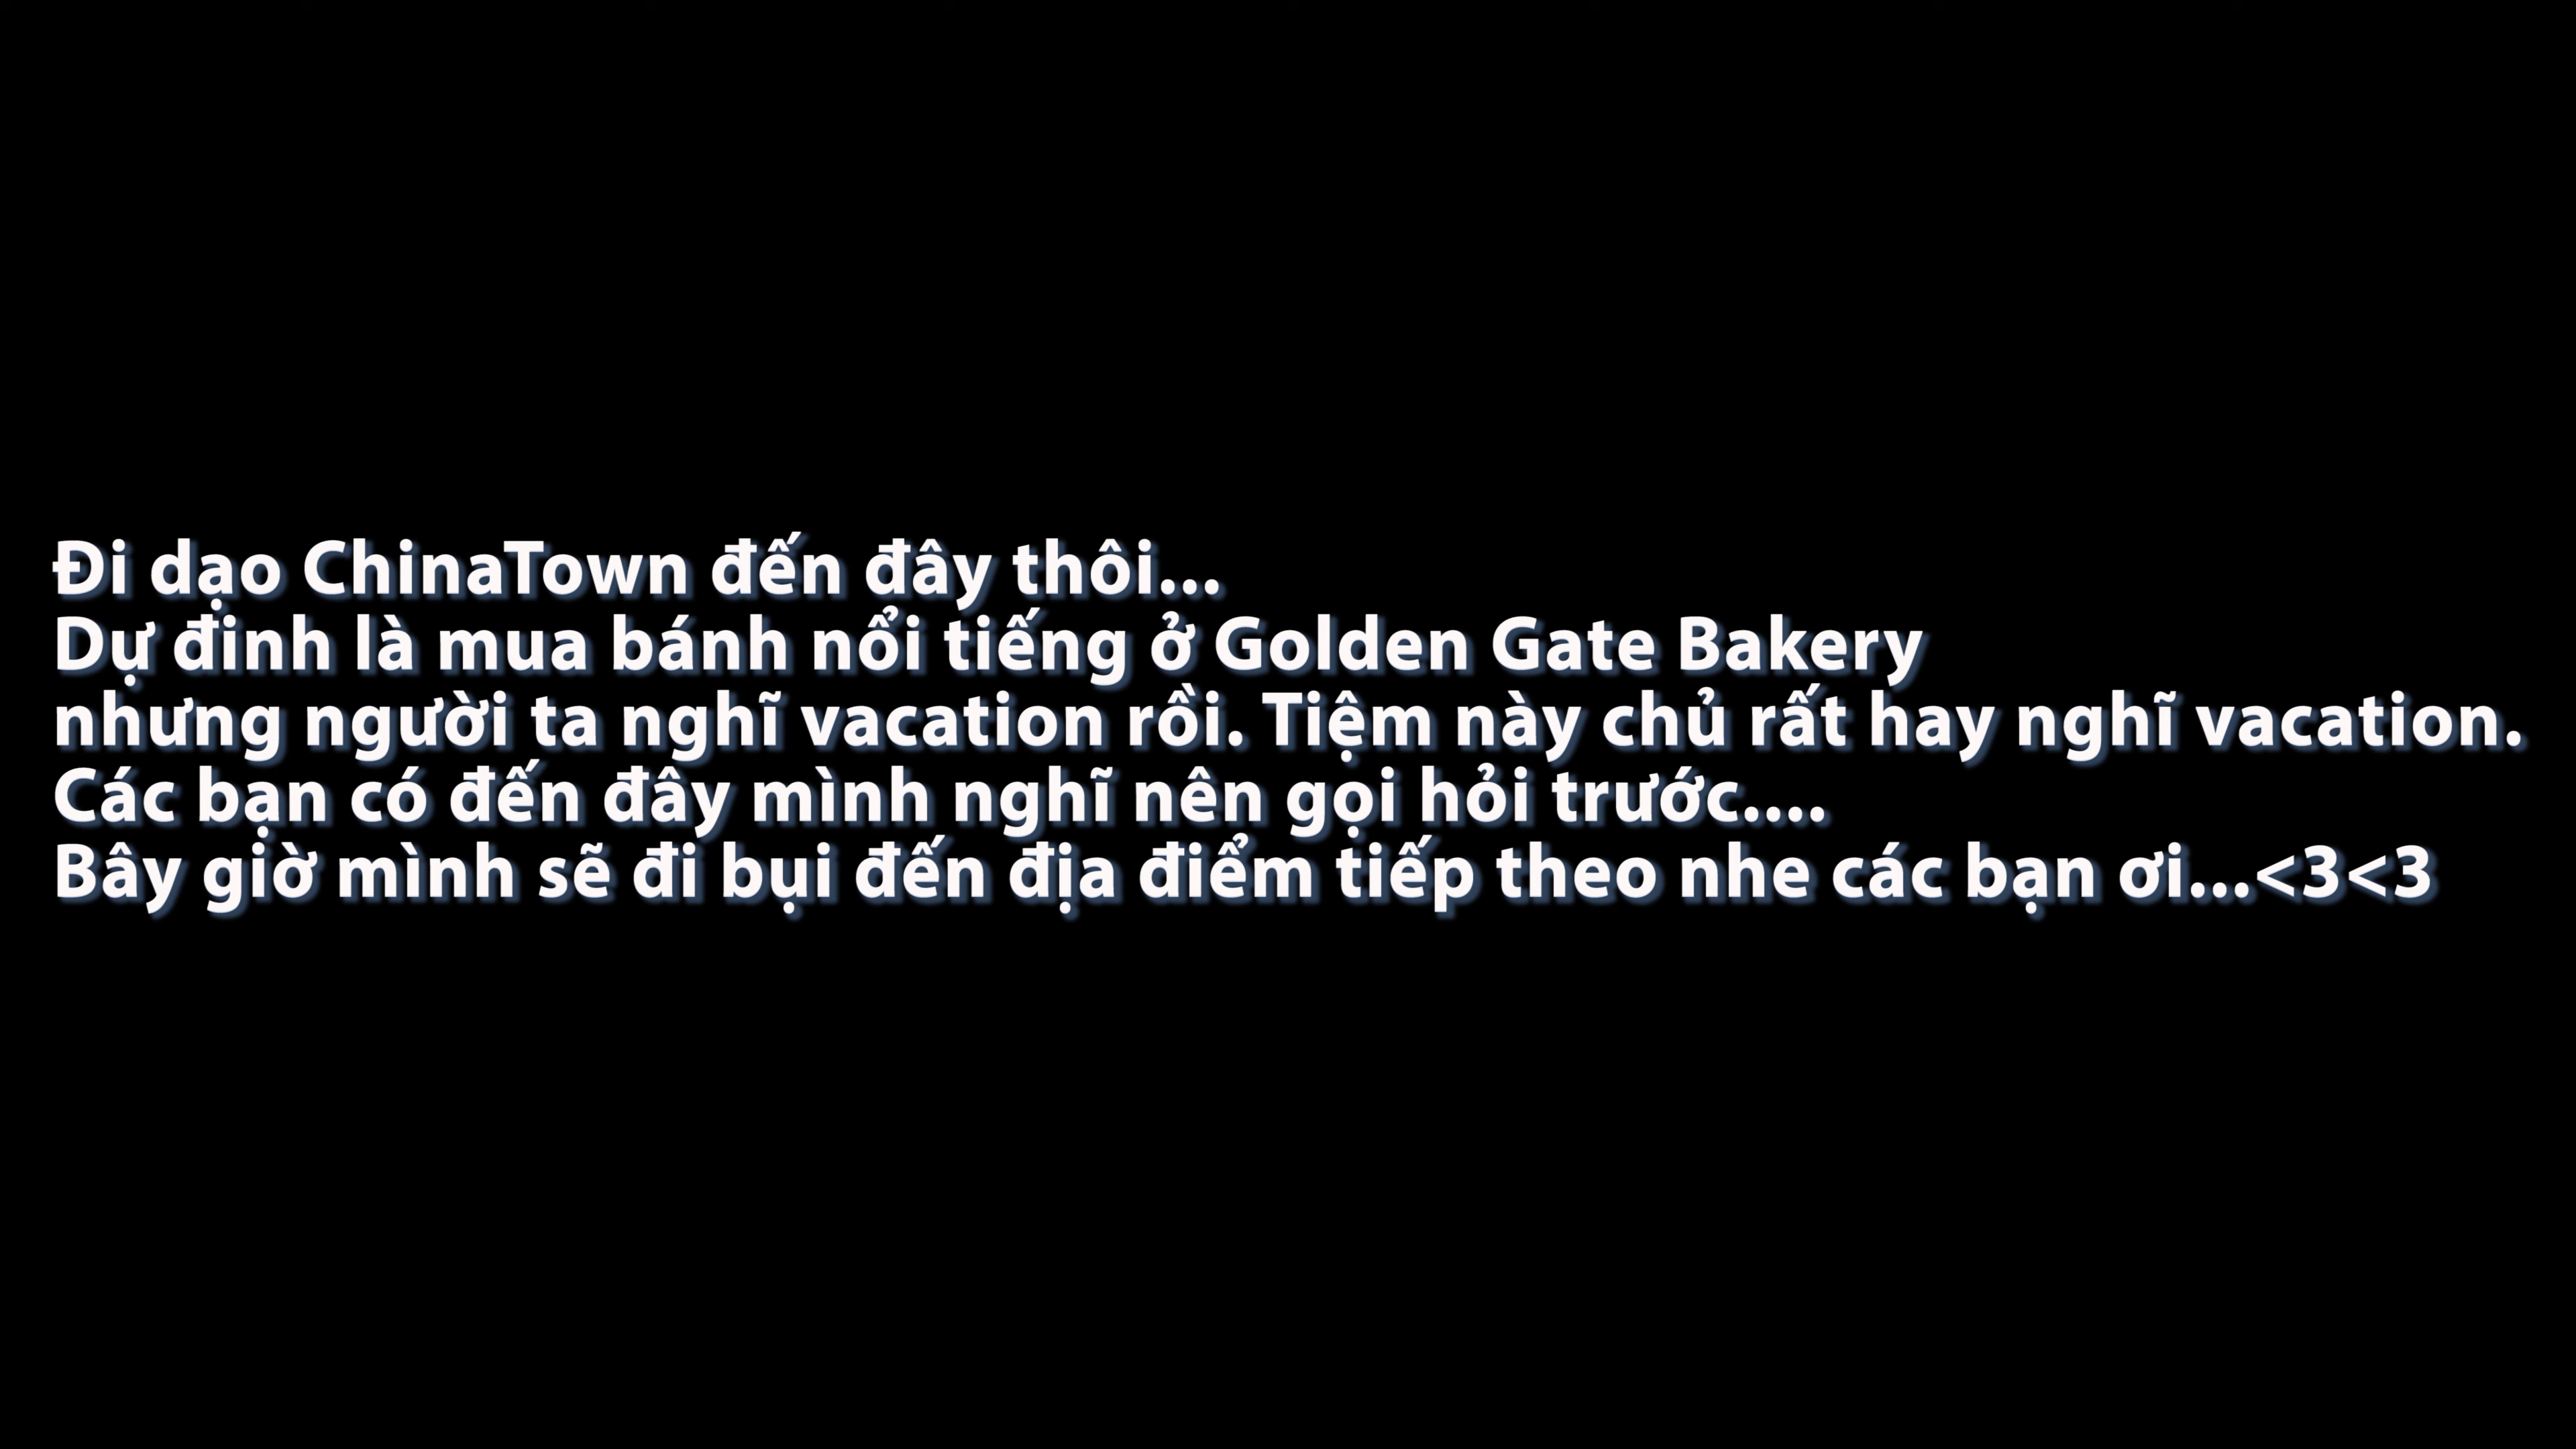 Đi dạo ChinaTown đến đây thôi...
Dự đinh là mua bánh nổi tiếng ở Golden Gate Bakery
nhưng người ta nghĩ vacation rồi. Tiệm này chủ rất hay nghĩ vacation.
Các bạn có đến đây mình nghĩ nên gọi hỏi trước....
Bây giờ mình sẽ đi bụi đến địa điểm tiếp theo nhe các bạn ơi...<3<3